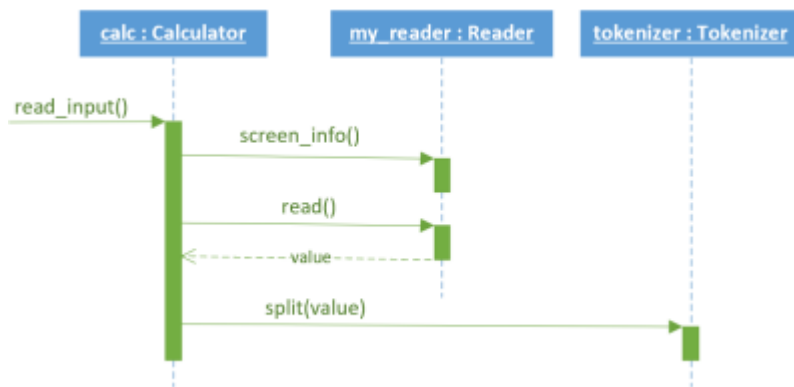 calc : Calculator
my_reader : Reader
tokenizer : Tokenizer
read_input()
screen_info()
read()
value
split(value)